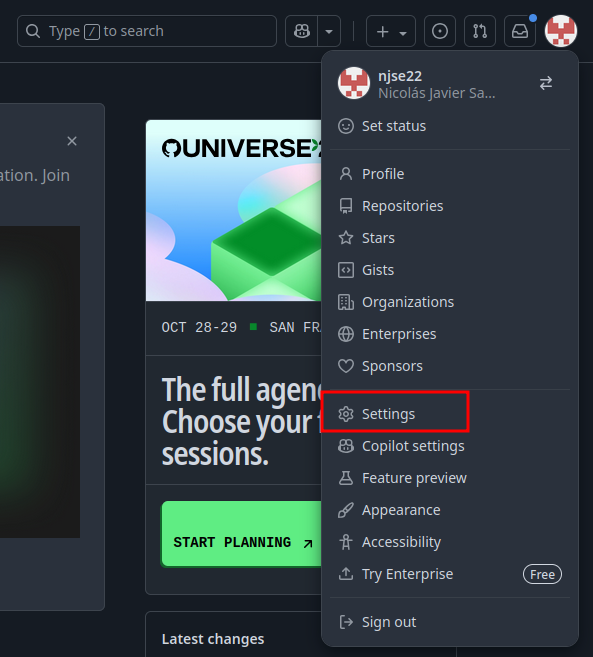 Type / to search
njse22
Nicolás Javier Sa...
Set status
Profile
Repositories
Stars
Gists
Organizations
Enterprises
Sponsors
Settings
Copilot settings
Feature preview
Appearance
Accessibility
Try Enterprise Free
Sign out
ation. Join
UNIVERSE'2
OCT 28-29 SAN FRA
The full agen
Choose your f
sessions.
START PLANNING
Latest changes